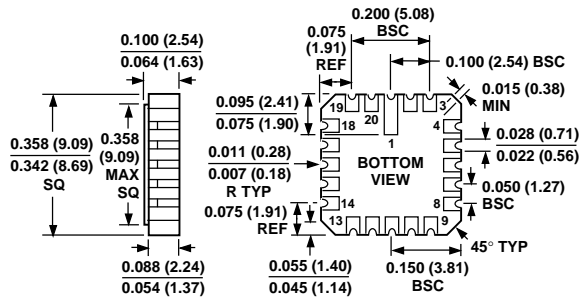 0.200 (5.08)
BSC
0.075
(1.91)
REF
0.100 (2.54) BSC
0.100 (2.54)
0.064 (1.63)
0.015 (0.38)
MIN
0.095 (2.41)
0.075 (1.90)
19
20
3
18
4
1
0.358 (9.09)
0.342 (8.69)
SQ
0.358
(9.09)
MAX
SQ
0.028 (0.71)
0.022 (0.56)
0.011 (0.28)
0.007 (0.18)
R TYP
BOTTOM
VIEW
0.050 (1.27)
BSC
0.075 (1.91)
REF
14
8
13
9
45° TYP
0.088 (2.24)
0.054 (1.37)
0.055 (1.40)
0.045 (1.14)
0.150 (3.81)
BSC